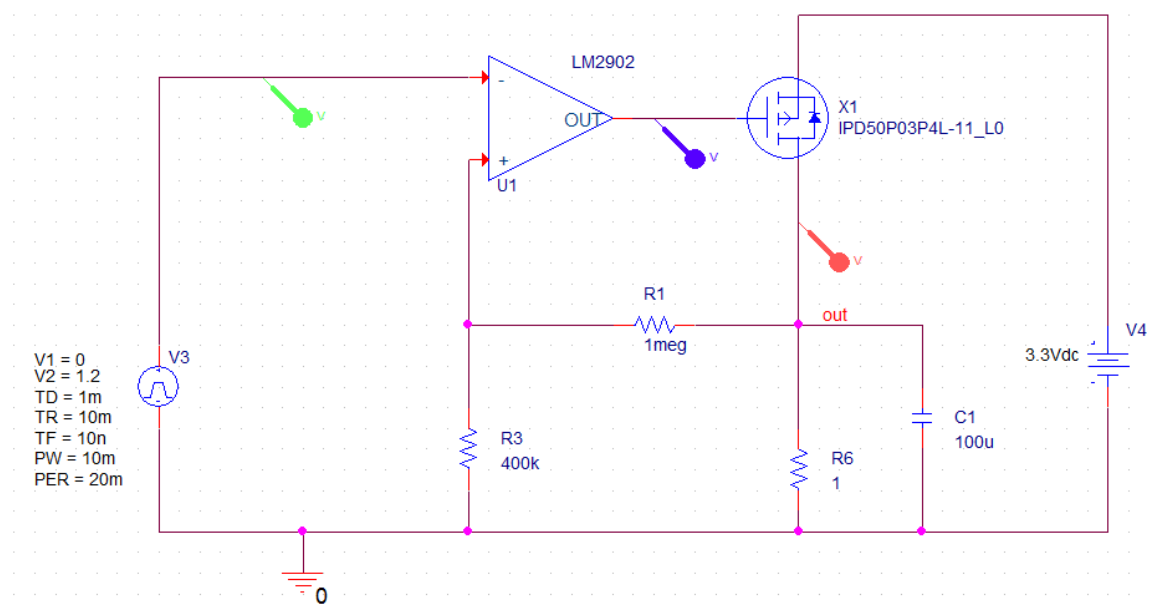 LM2902
-
OUT
+
U1
V
V
X1
IPD50P03P4L-11_L0
V
R1
1meg
out
V4
3.3Vdc
V3
V1 = 0
V2 = 1.2
TD = 1m
TR = 10m
TF = 10n
PW = 10m
PER = 20m
R3
400k
R6
1
C1
100u
0